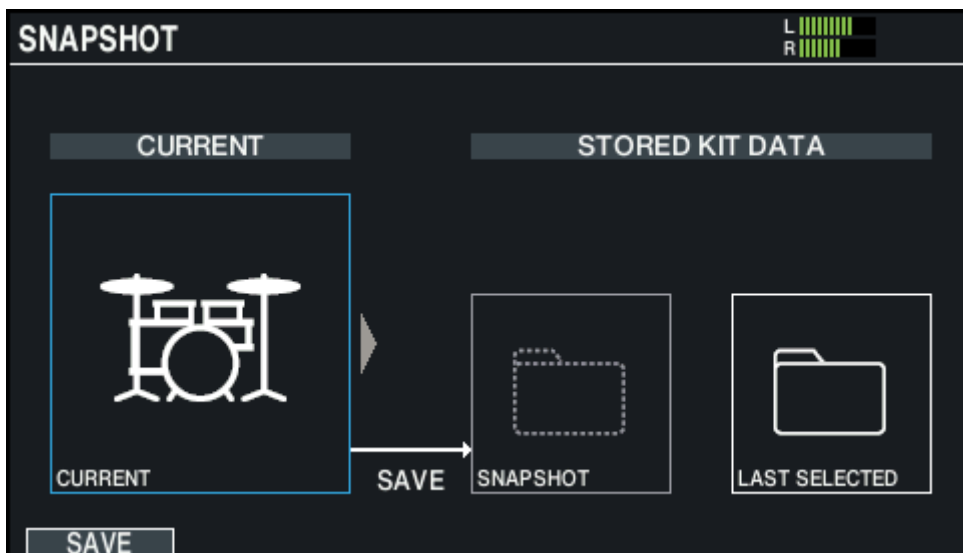 SNAPSHOT
L
R
CURRENT
STORED KIT DATA
CURRENT
SAVE
SNAPSHOT
LAST SELECTED
SAVE